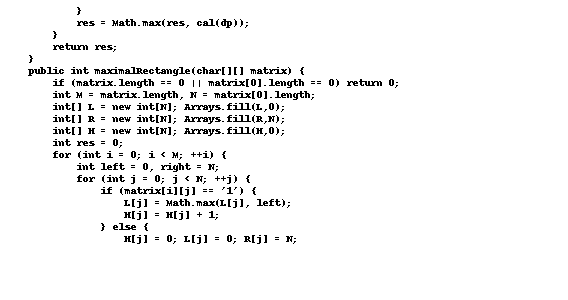 }
res = Math.max(res, cal(dp));
}
return res;
}
public int maximalRectangle(char[][] matrix) {
if (matrix.length == 0 || matrix[0].length == 0) return 0;
int M = matrix.length, N = matrix[0].length;
int[] L = new int[N]; Arrays.fill(L,0);
int[] R = new int[N]; Arrays.fill(R,N);
int[] H = new int[N]; Arrays.fill(H,0);
int res = 0;
for (int i = 0; i < M; ++i) {
int left = 0, right = N;
for (int j = 0; j < N; ++j) {
if (matrix[i][j] == '1') {
L[j] = Math.max(L[j], left);
H[j] = H[j] + 1;
} else {
H[j] = 0; L[j] = 0; R[j] = N;